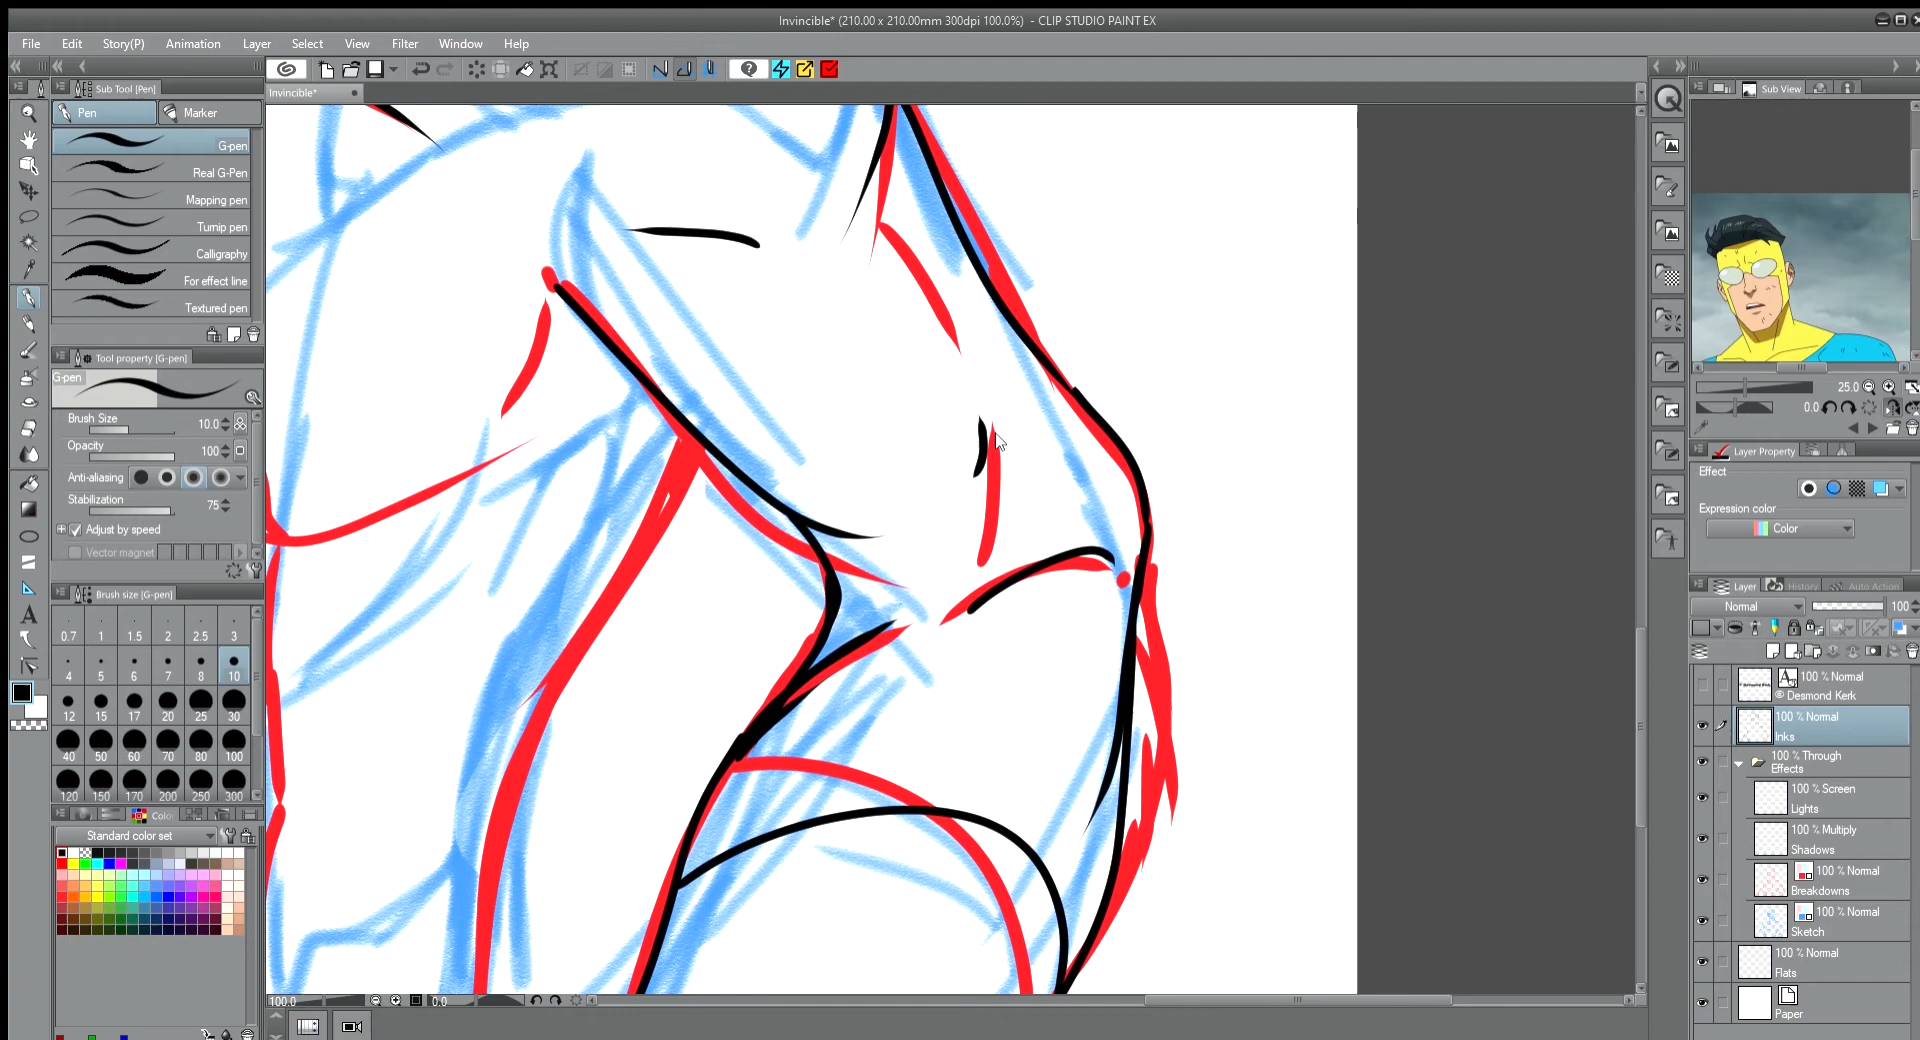 Invincible* (210.00 x 210.00mm 300dpi 100.0%) - CLIP STUDIO PAINT EX
File Edit Story(P) Animation Layer Select View Filter Window Help
Sub Tool [Pen]
Invincible*
Sub View
Pen
Marker
G-pen
Real G-Pen
Mapping pen
Turnip pen
Calligraphy
For effect line
Textured pen
Tool property [G-pen]
G-pen
Brush Size 10.0
Opacity 100
Anti-aliasing
Stabilization 75
Adjust by speed
Vector magnet
Brush size [G-pen]
0.7 1 1.5 2 2.5 3
4 5 6 7 8 10
12 15 17 20 25 30
40 50 60 70 80 100
120 150 170 200 250 300
Colo
Standard color set
100.0
0.0
25.0
0.0
Layer Property
Effect
Expression color
Color
Layer History Auto Action
Normal 100
100 % Normal
© Desmond Kerk
100 % Normal
Inks
100 % Through
Effects
100 % Screen
Lights
100 % Multiply
Shadows
100 % Normal
Breakdowns
100 % Normal
Sketch
100 % Normal
Flats
Paper